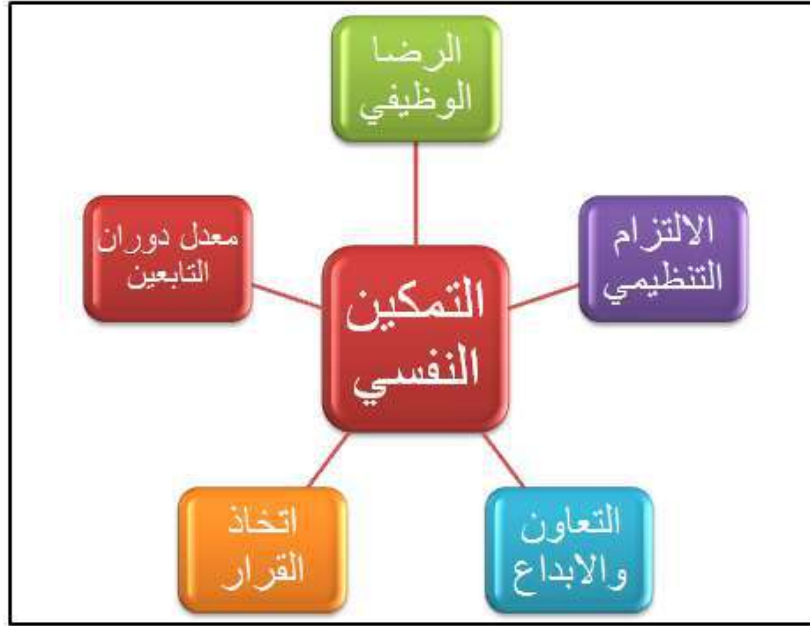 الرضا
الوظيفي
الالتزام
التنظيمي
معدل دوران
التابعين
التمكين
النفسي
التعاون
والابداع
اتخاذ
القرار